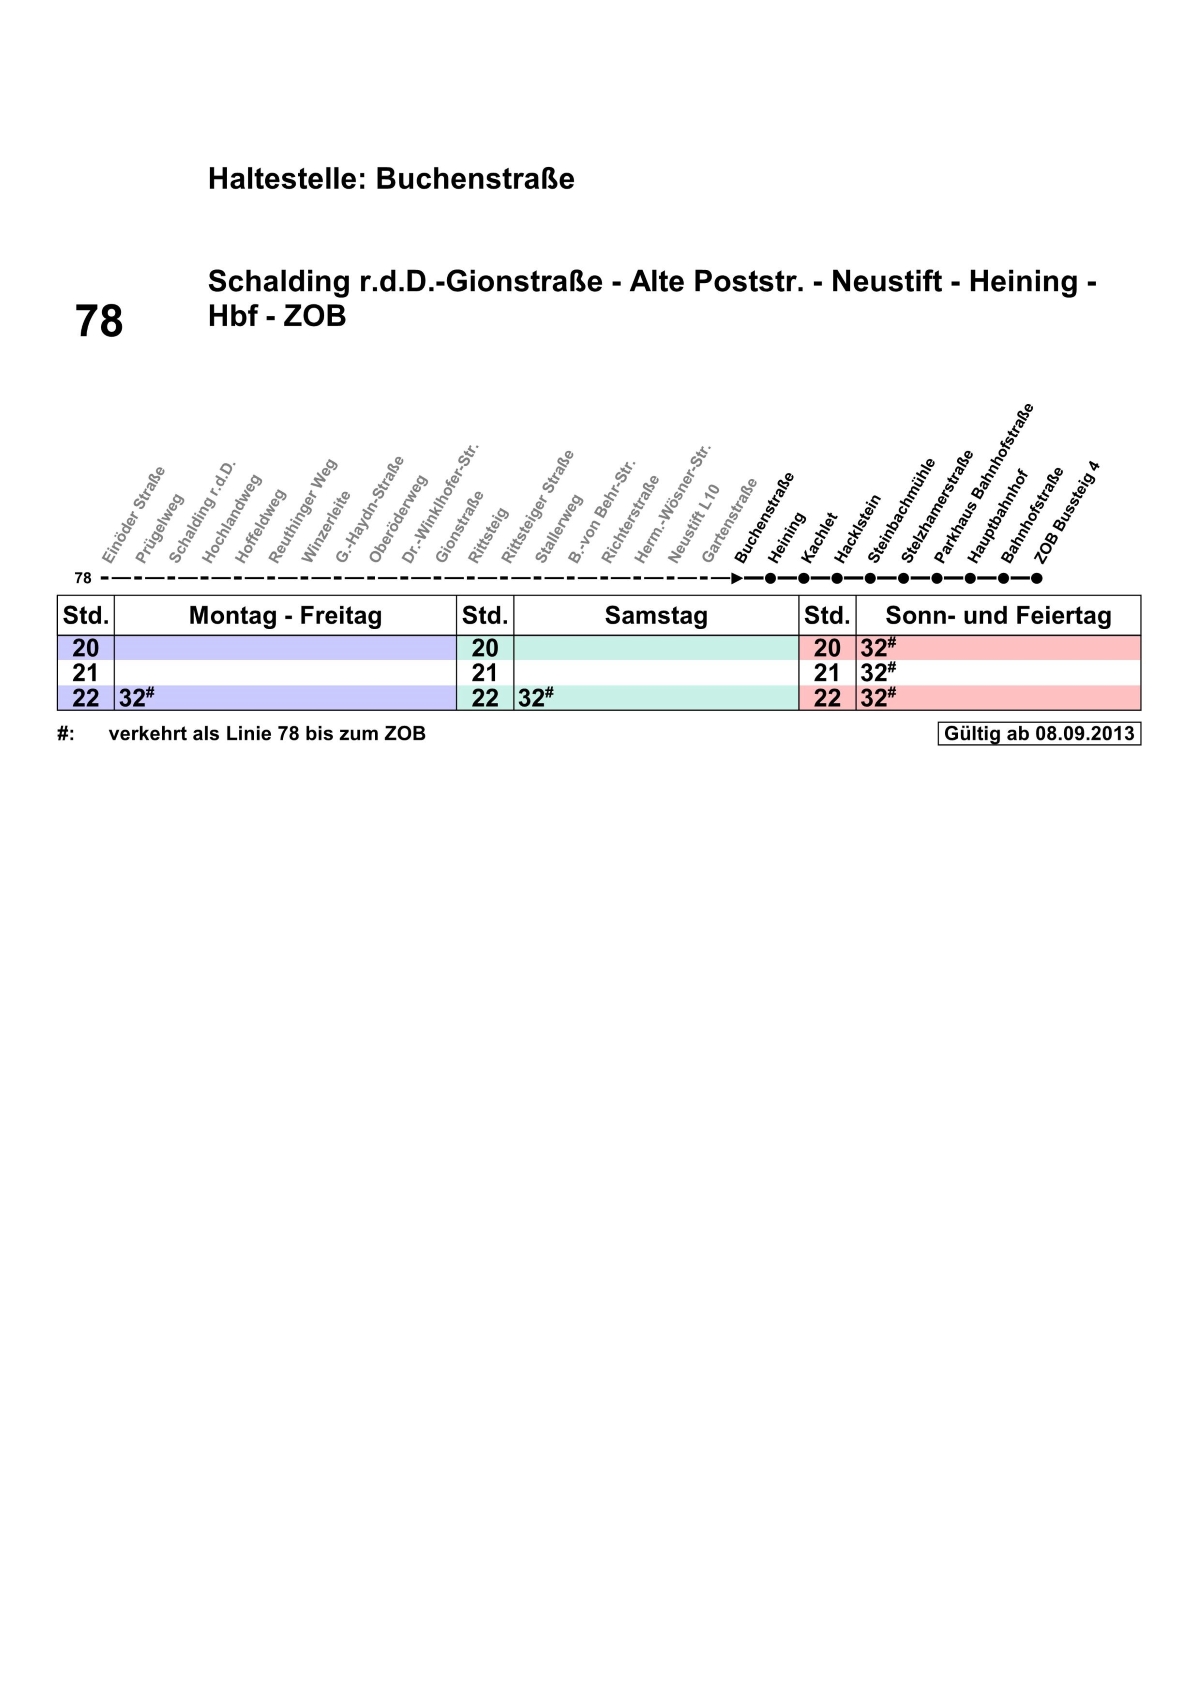 Haltestelle: Buchenstraße
78
Schalding r.d.D.-Gionstraße - Alte Poststr. - Neustift - Heining -
Hbf - ZOB
Einöder Straße
Prügelweg
Schalding r.d.D.
Hochlandweg
Hoffeldweg
Reuthinger Weg
Winzerleite
G.-Haydn-Straße
Oberöderweg
Dr.-Winklhofer-Str.
Gionstraße
Rittsteig
Rittsteiger Straße
Stallerweg
B.-von Behr-Str.
Richterstraße
Herm.-Wösner-Str.
Neustift L10
Gartenstraße
Buchenstraße
Heining
Kachlet
Hacklstein
Steinbachmühle
Stelzhamerstraße
Parkhaus Bahnhofstraße
Hauptbahnhof
Bahnhofstraße
ZOB Bussteig 4
78
Std. Montag - Freitag Std. Samstag Std. Sonn- und Feiertag
20 20 20 32#
21 21 21 32#
22 32# 22 32# 22 32#
#: verkehrt als Linie 78 bis zum ZOB Gültig ab 08.09.2013